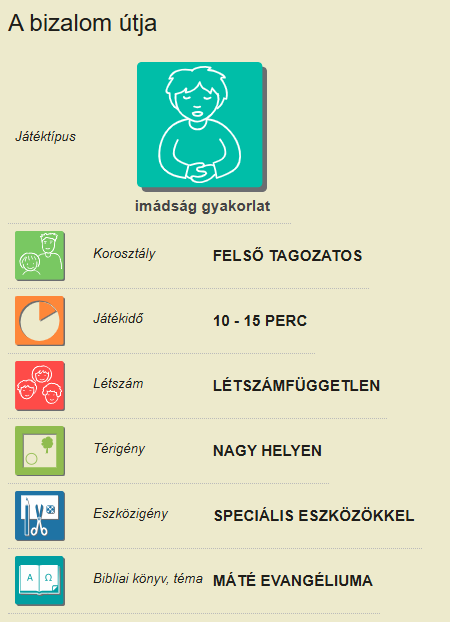 A bizalom útja
Játéktípus
imádság gyakorlat
Korosztály FELSŐ TAGOZATOS
Játékidő 10 - 15 PERC
Létszám LÉTSZÁMFÜGGETLEN
Térigény NAGY HELYEN
Eszközigény SPECIÁLIS ESZKÖZÖKKEL
A Ω
Bibliai könyv, téma MÁTÉ EVANGÉLIUMA